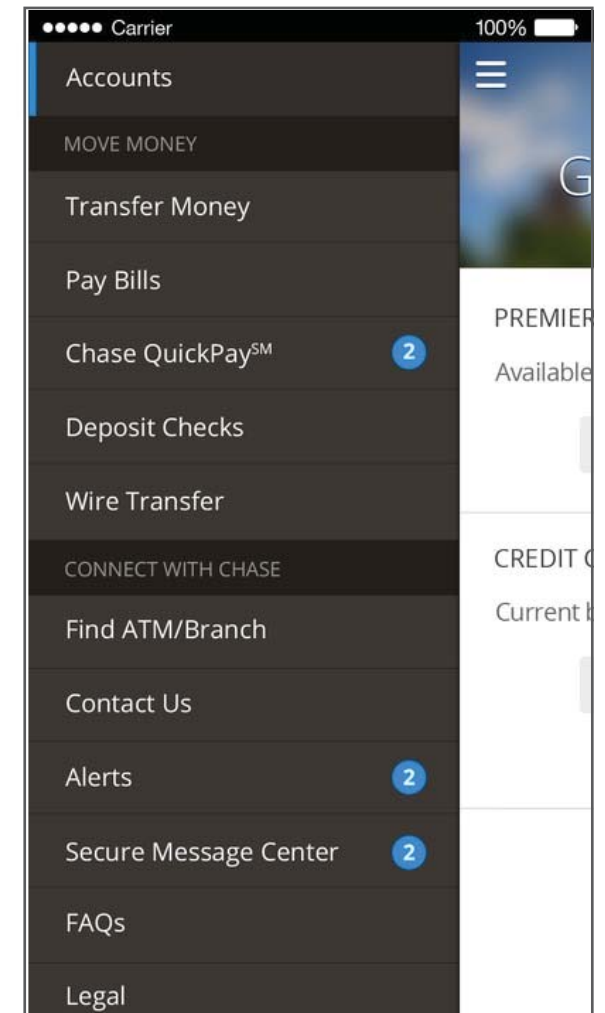 Carrier 100%
Accounts
MOVE MONEY
Transfer Money
Pay Bills
Chase QuickPay℠ 2
Deposit Checks
Wire Transfer
CONNECT WITH CHASE
Find ATM/Branch
Contact Us
Alerts 2
Secure Message Center 2
FAQs
Legal
G
PREMIER
Available
CREDIT
Current